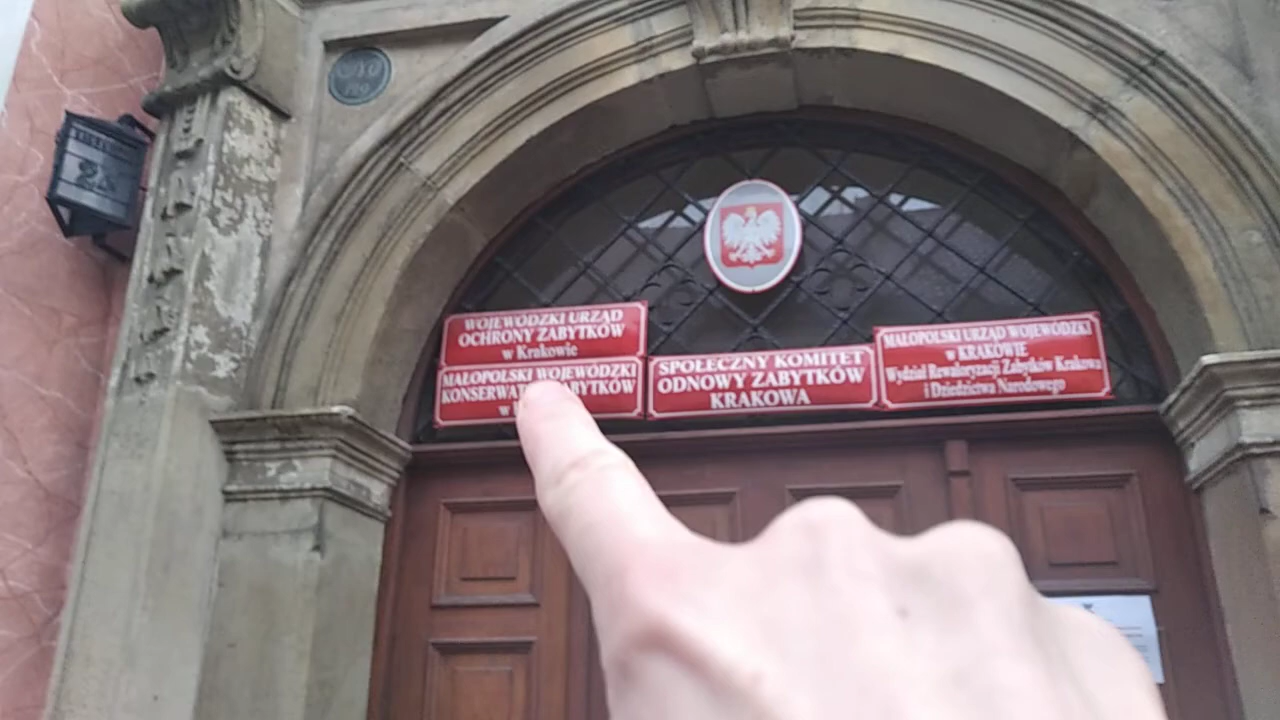 WOJEWÓDZKI URZĄD
OCHRONY ZABYTKÓW
w Krakowie
MAŁOPOLSKI WOJEWÓDZKI
ZABYTKÓW
w
SPOŁECZNY KOMITET
ODNOWY ZABYTKÓW
KRAKOWA
MAŁOPOLSKI URZĄD WOJEWÓDZKI
w KRAKOWIE
Wydział Rewaloryzacji Zabytków Krakowa
i Dziedzictwa Narodowego